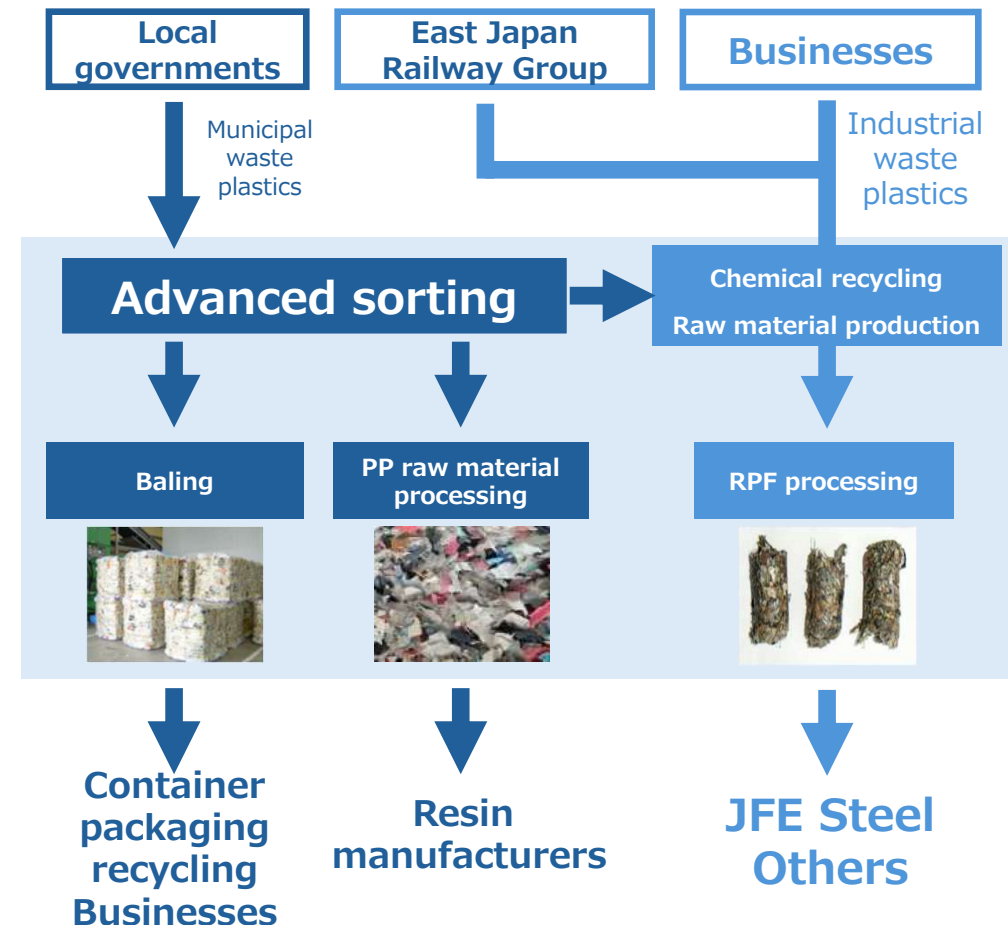 Local
governments
East Japan
Railway Group
Businesses
Municipal
waste
plastics
Industrial
waste
plastics
Advanced sorting
Chemical recycling
Raw material production
Baling
PP raw material
processing
RPF processing
Container
packaging
recycling
Businesses
Resin
manufacturers
JFE Steel
Others